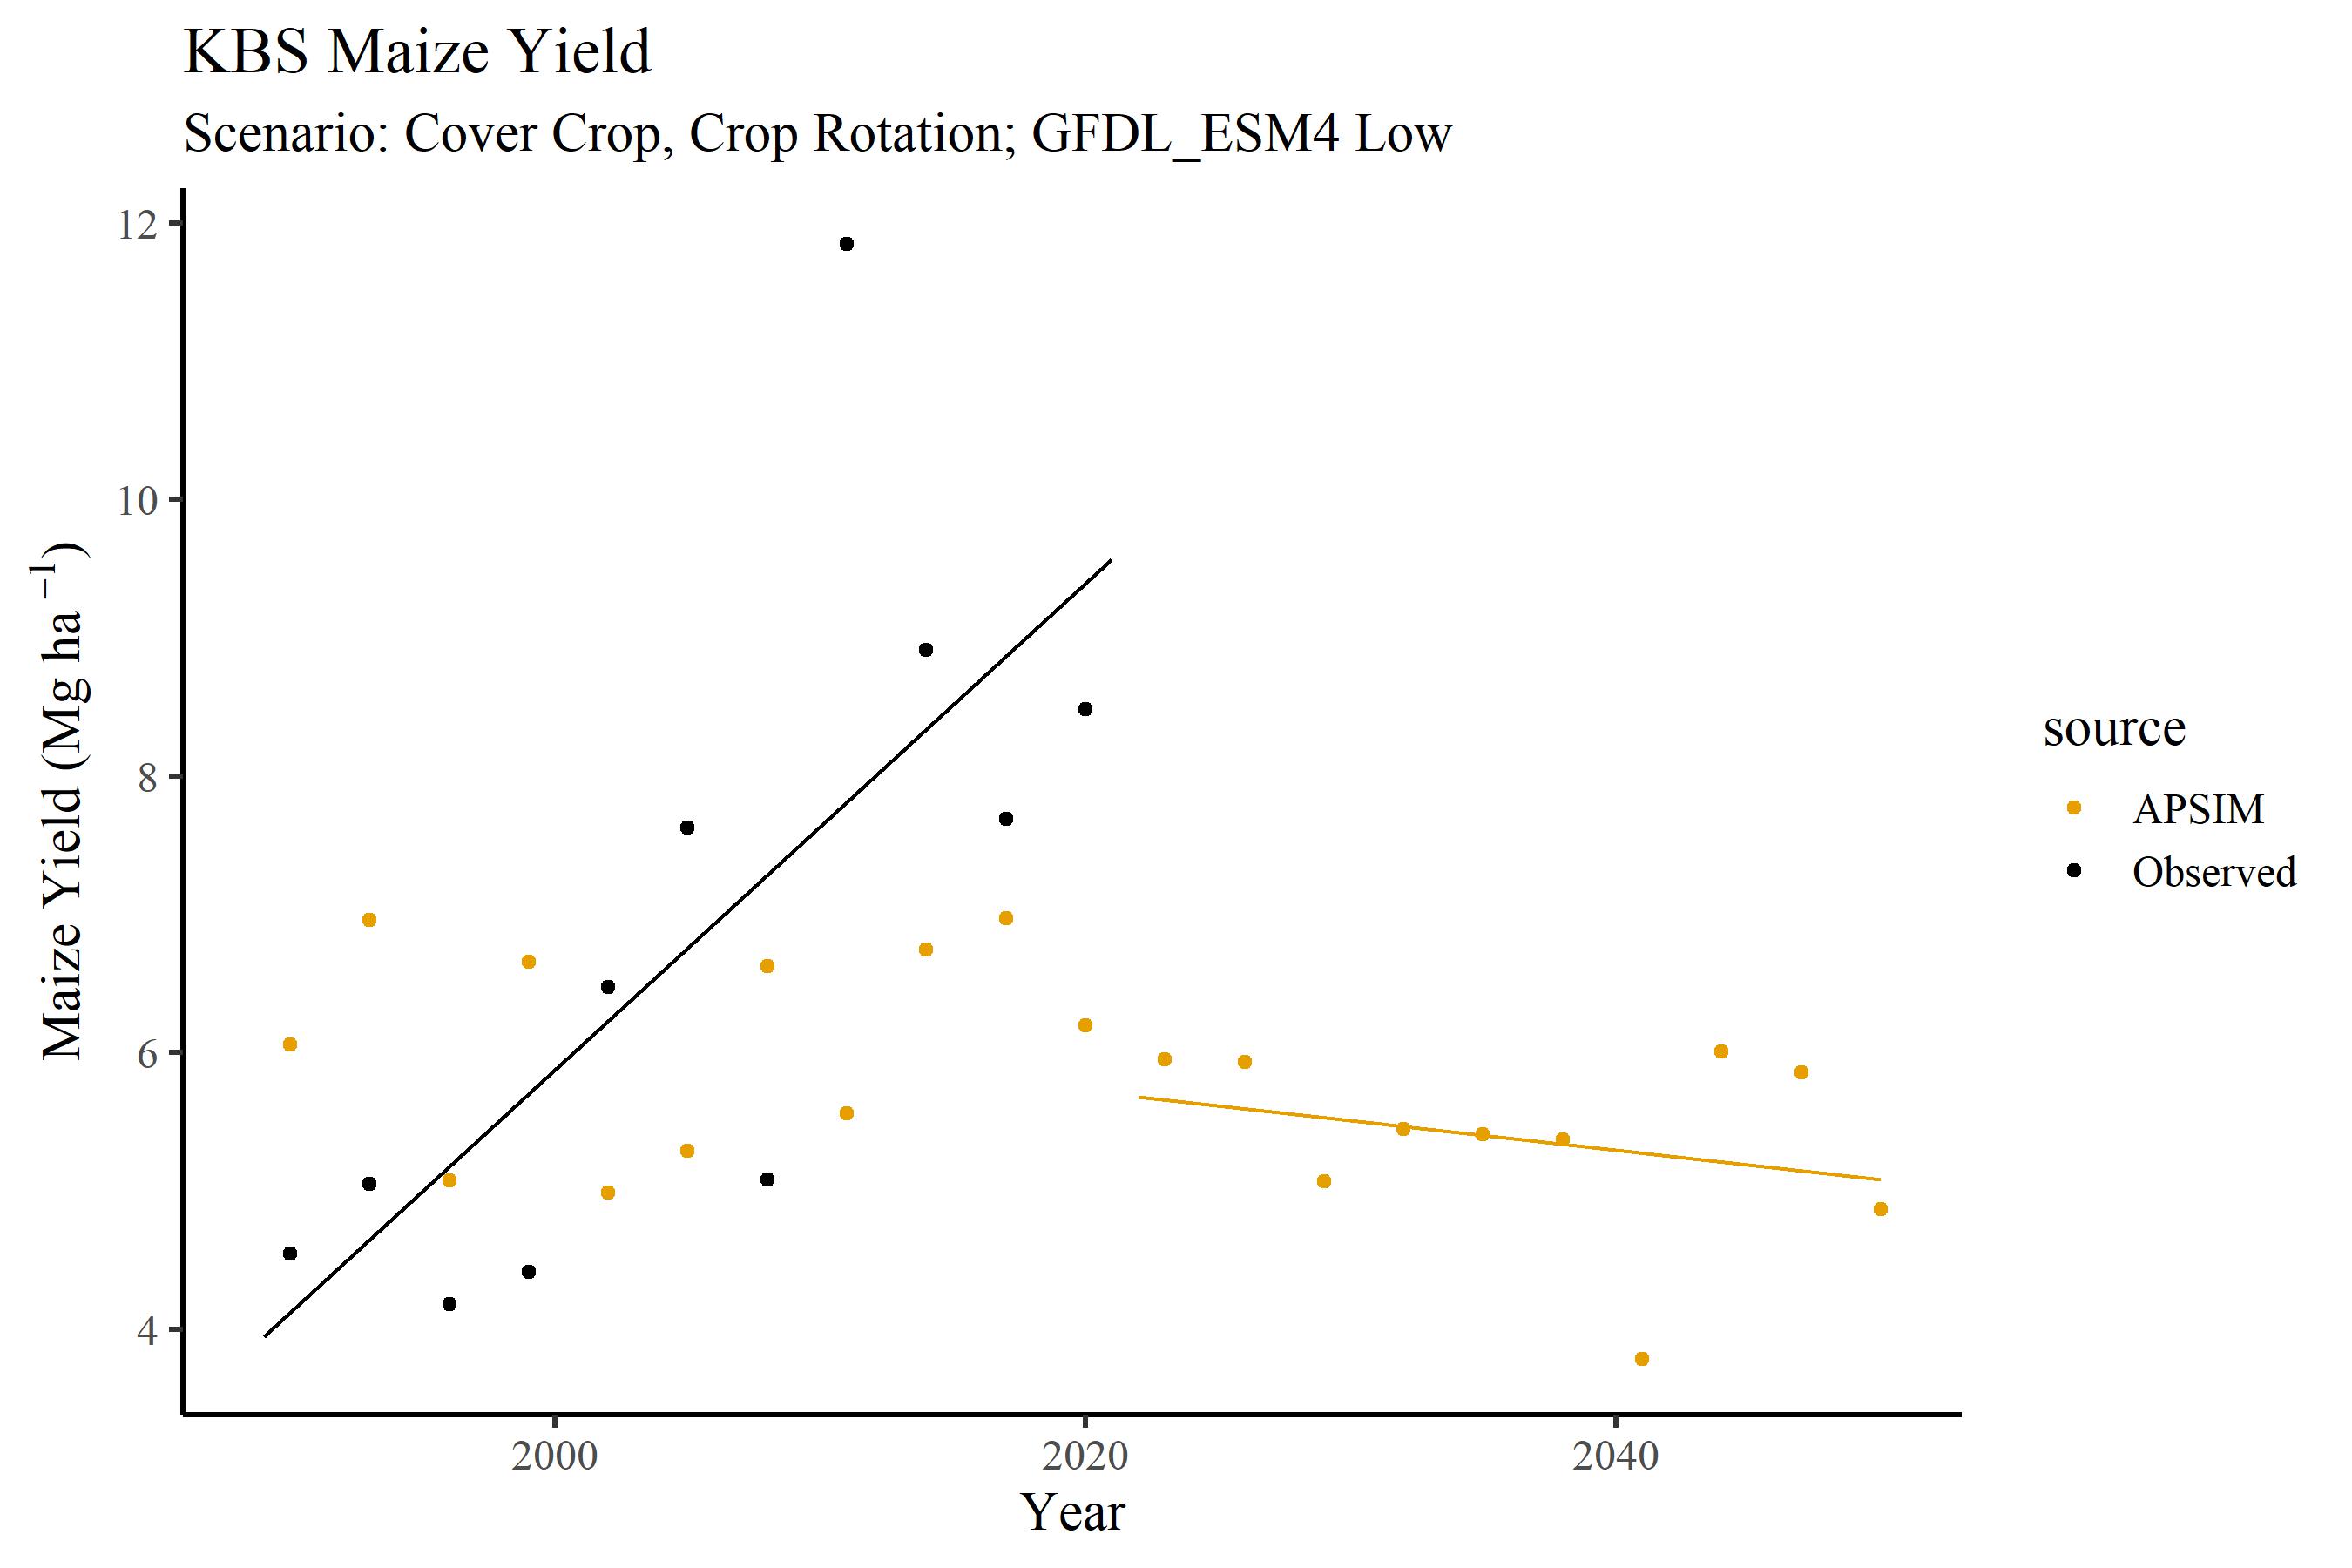 KBS Maize Yield
Scenario: Cover Crop, Crop Rotation; GFDL_ESM4 Low
12
10
8
6
4
Maize Yield (Mg ha⁻¹)
2000
2020
2040
Year
source
APSIM
Observed